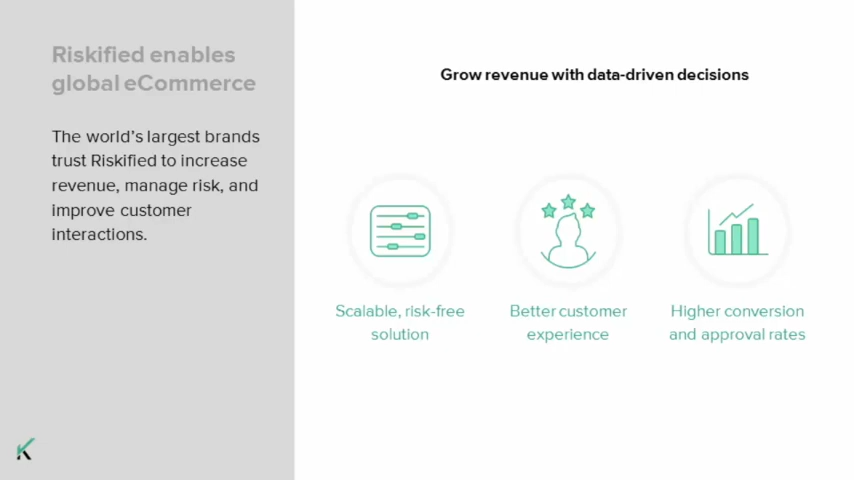 Riskified enables
global eCommerce
The world's largest brands
trust Riskified to increase
revenue, manage risk, and
improve customer
interactions.
Grow revenue with data-driven decisions
Scalable, risk-free
solution
Better customer
experience
Higher conversion
and approval rates